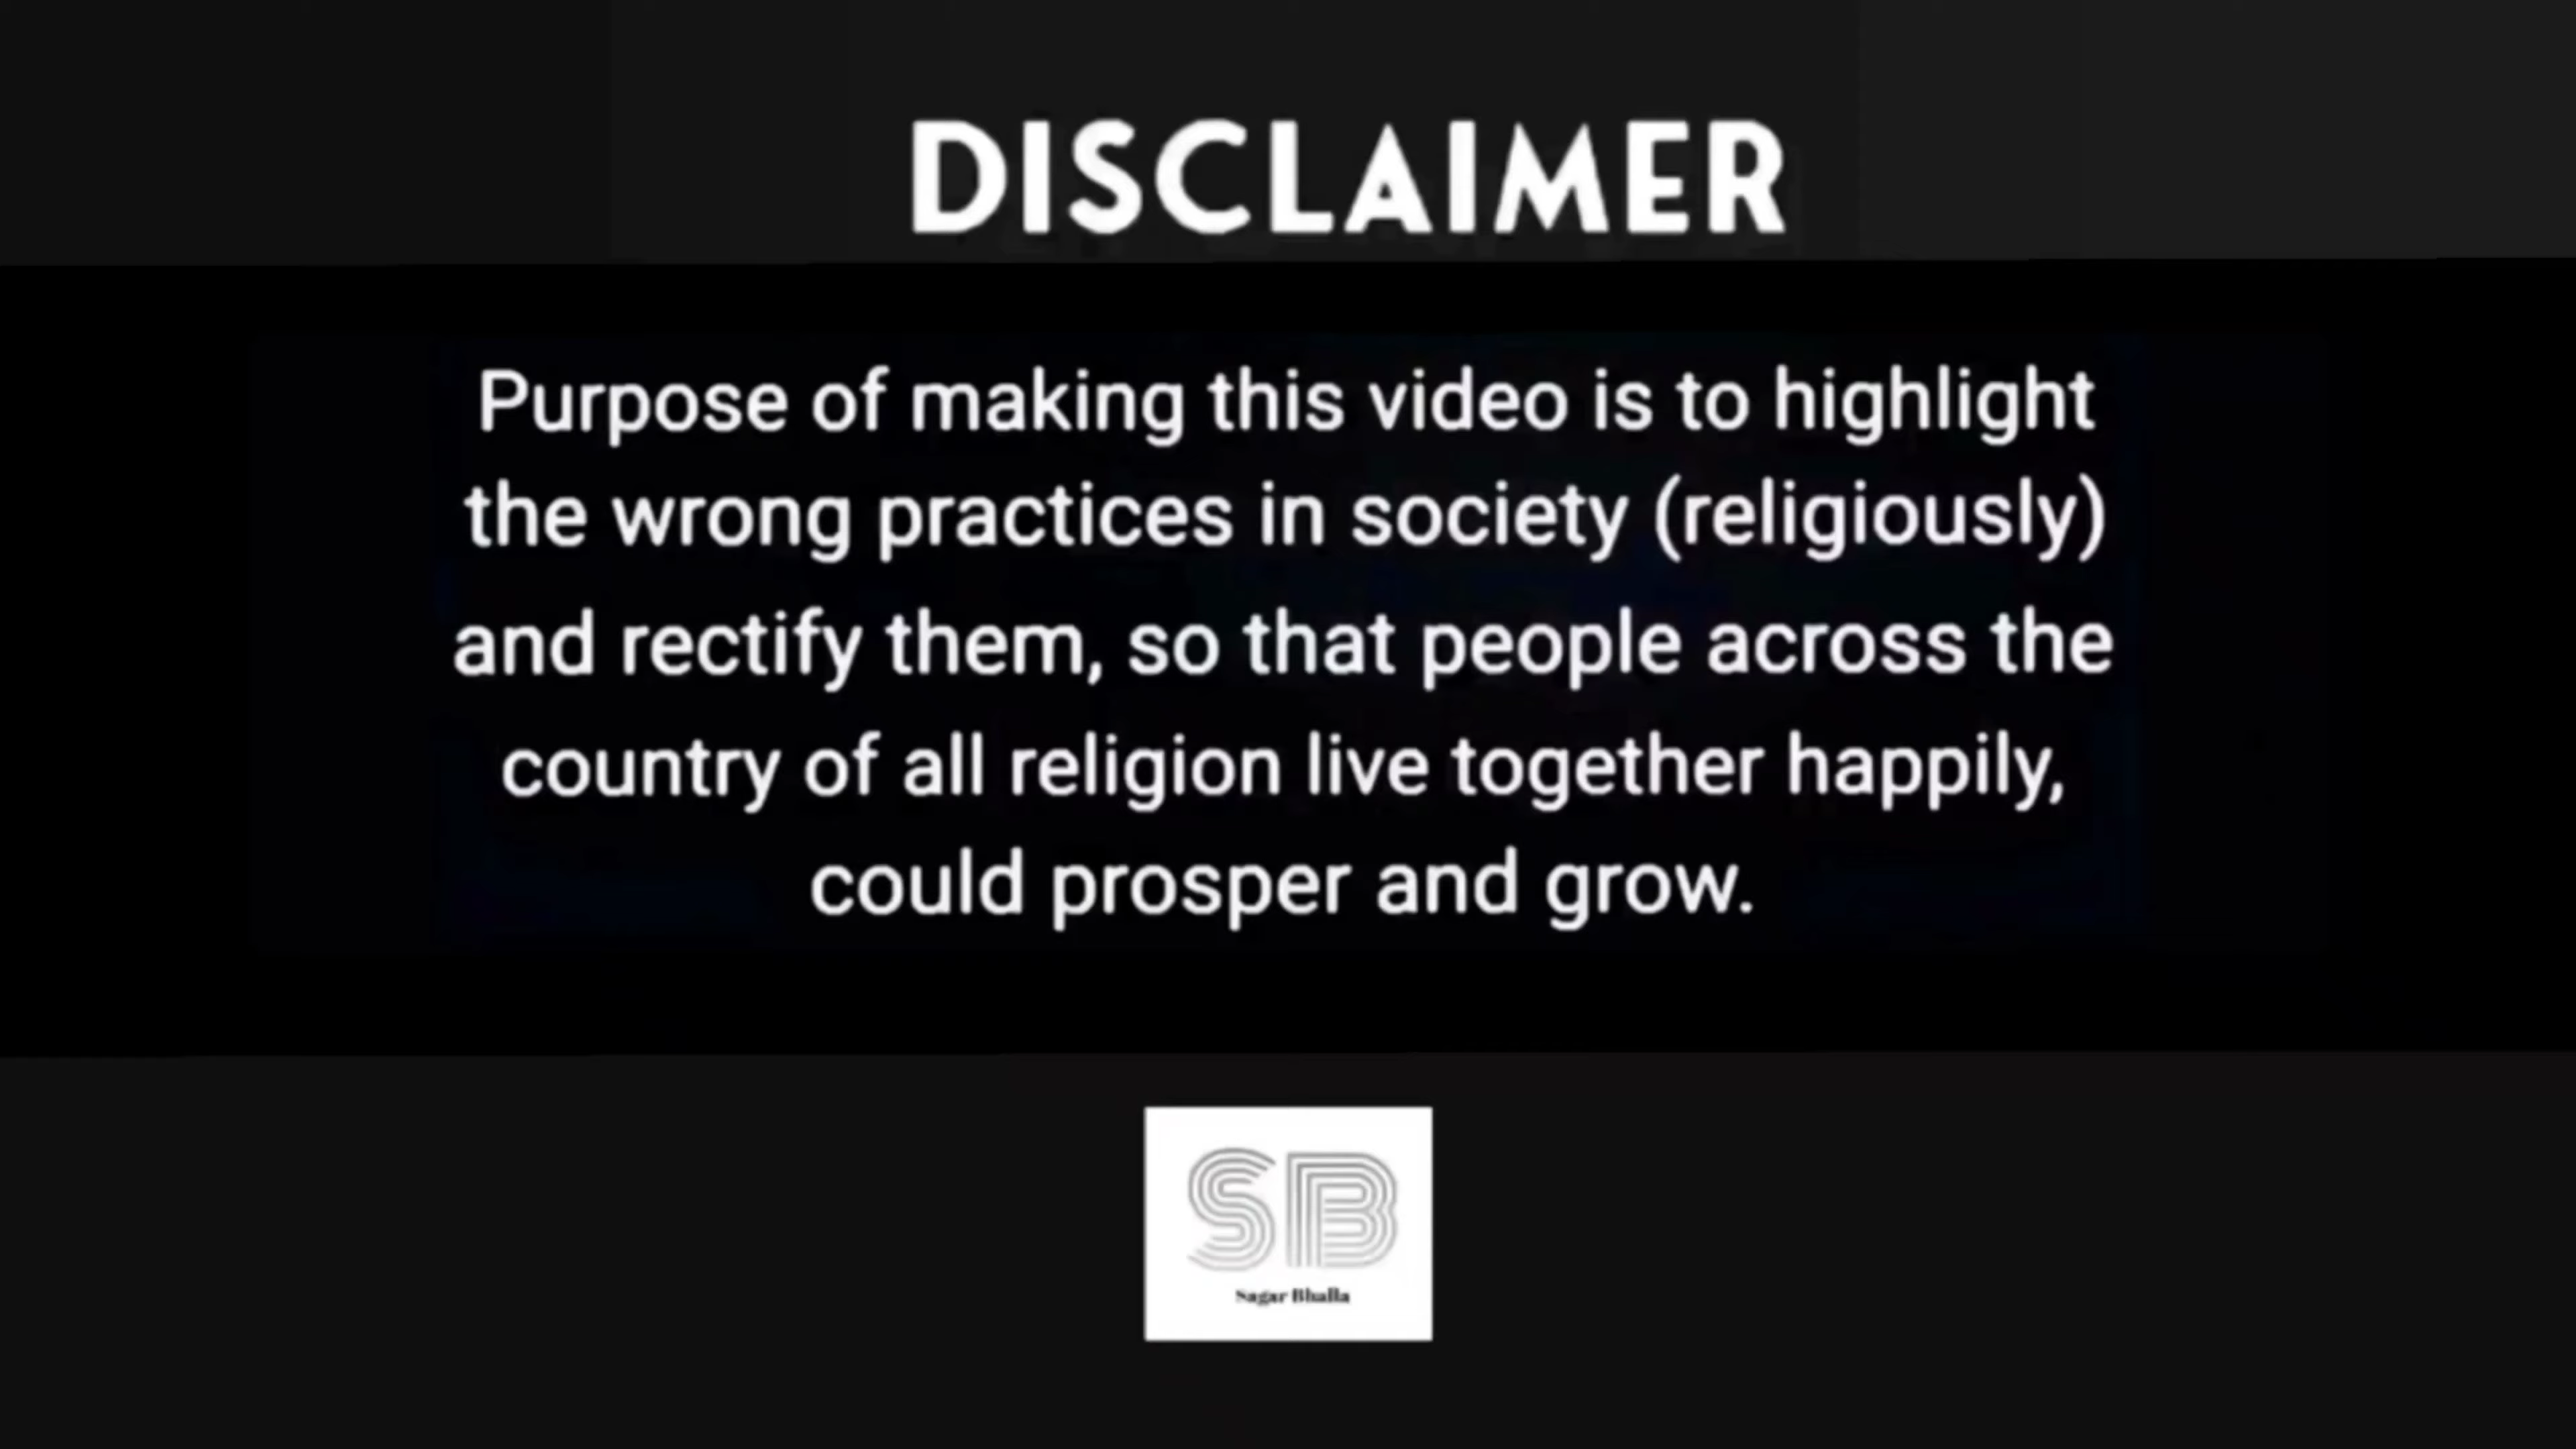 DISCLAIMER
Purpose of making this video is to highlight
the wrong practices in society (religiously)
and rectify them, so that people across the
country of all religion live together happily,
could prosper and grow.
SB
Sagar Bhalla